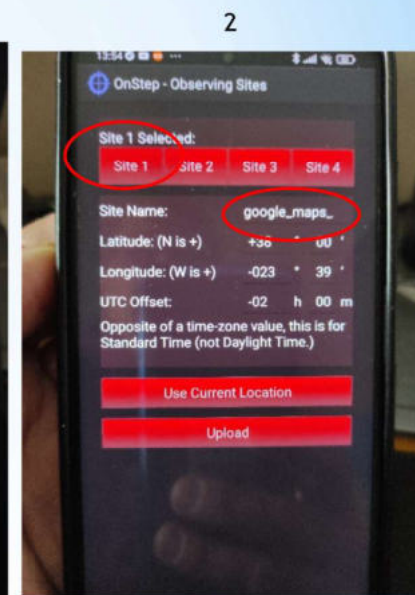 2
13:54
OnStep - Observing Sites
Site 1 Selected:
Site 1 Site 2 Site 3 Site 4
Site Name: google_maps_
Latitude: (N is +) +38 ° 00 '
Longitude: (W is +) -023 ° 39 '
UTC Offset: -02 h 00 m
Opposite of a time-zone value, this is for
Standard Time (not Daylight Time.)
Use Current Location
Upload